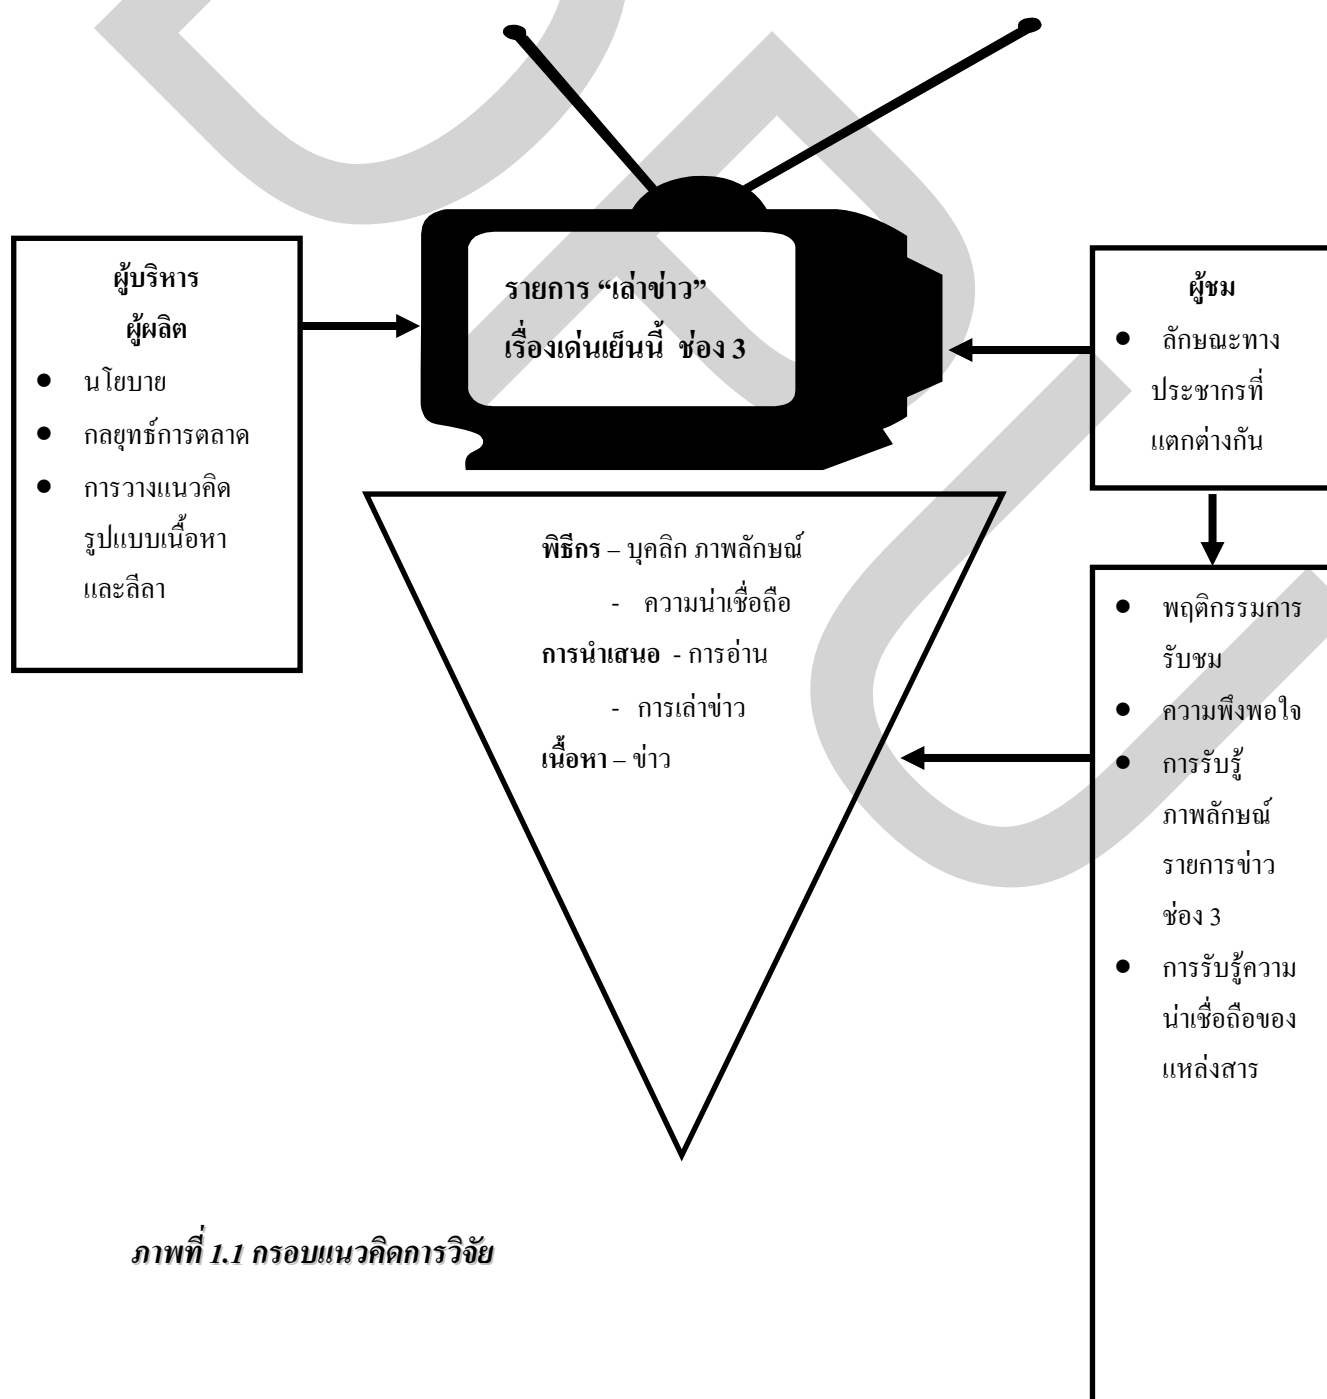 ผู้บริหาร
ผู้ผลิต
● นโยบาย
● กลยุทธ์การตลาด
● การวางแนวคิด
รูปแบบเนื้อหา
และลีลา
รายการ “เล่าข่าว”
เรื่องเด่นเย็นนี้ ช่อง 3
ผู้ชม
● ลักษณะทาง
ประชากรที่
แตกต่างกัน
พิธีกร – บุคลิก ภาพลักษณ์
- ความน่าเชื่อถือ
การนำเสนอ - การอ่าน
- การเล่าข่าว
เนื้อหา – ข่าว
● พฤติกรรมการ
รับชม
● ความพึงพอใจ
● การรับรู้
ภาพลักษณ์
รายการข่าว
ช่อง 3
● การรับรู้ความ
น่าเชื่อถือของ
แหล่งสาร
ภาพที่ 1.1 กรอบแนวคิดการวิจัย